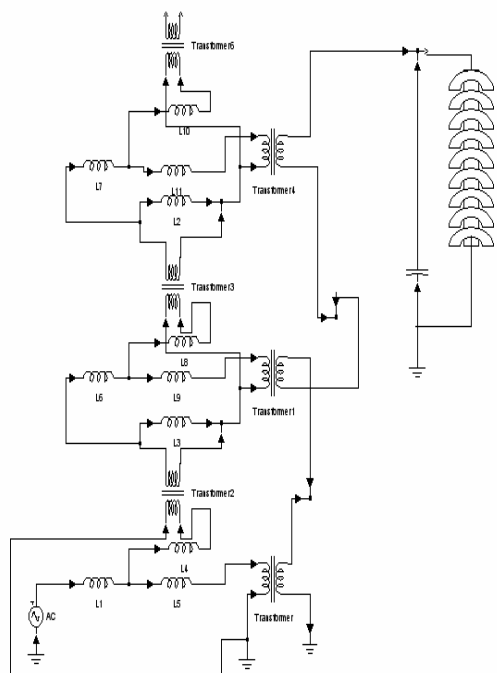 Transformer6
L10
L7
L11
Transformer4
L2
Transformer3
L8
L6
L9
Transformer1
L3
Transformer2
L4
AC
L1
L5
Transformer